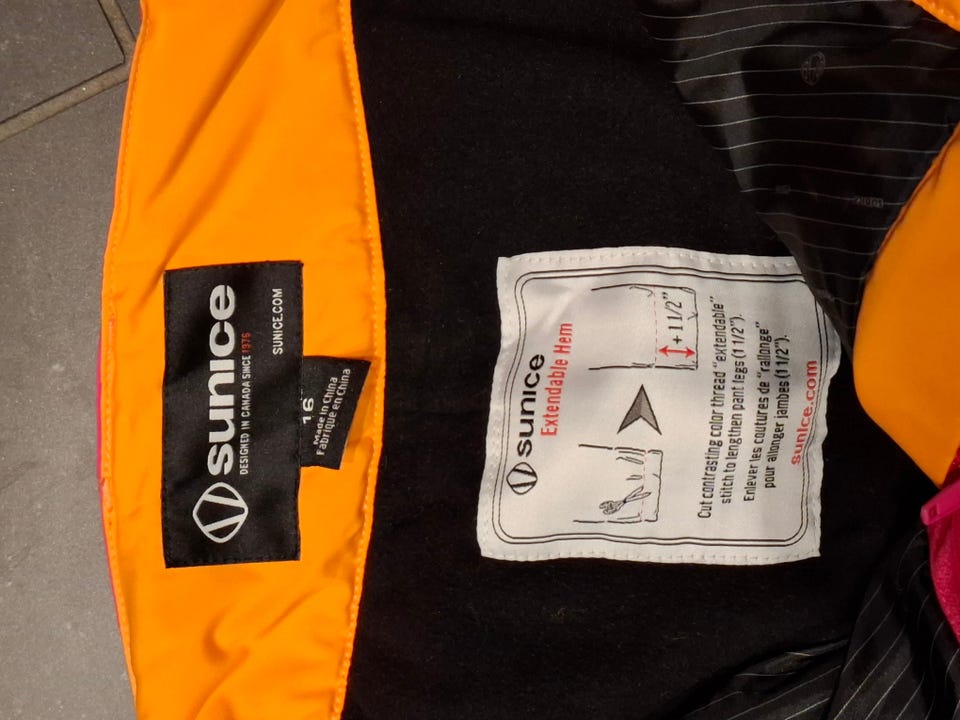 sunice
DESIGNED IN CANADA SINCE 1976
SUNICE.COM
16
Made in China
Fabriqué en China
sunice
Extendable Hem
+1 1/2"
Cut contrasting color thread "extendable"
stitch to lengthen pant legs (1 1/2").
Enlever les coutures de "rallonge"
pour allonger jambes (1 1/2").
sunice.com